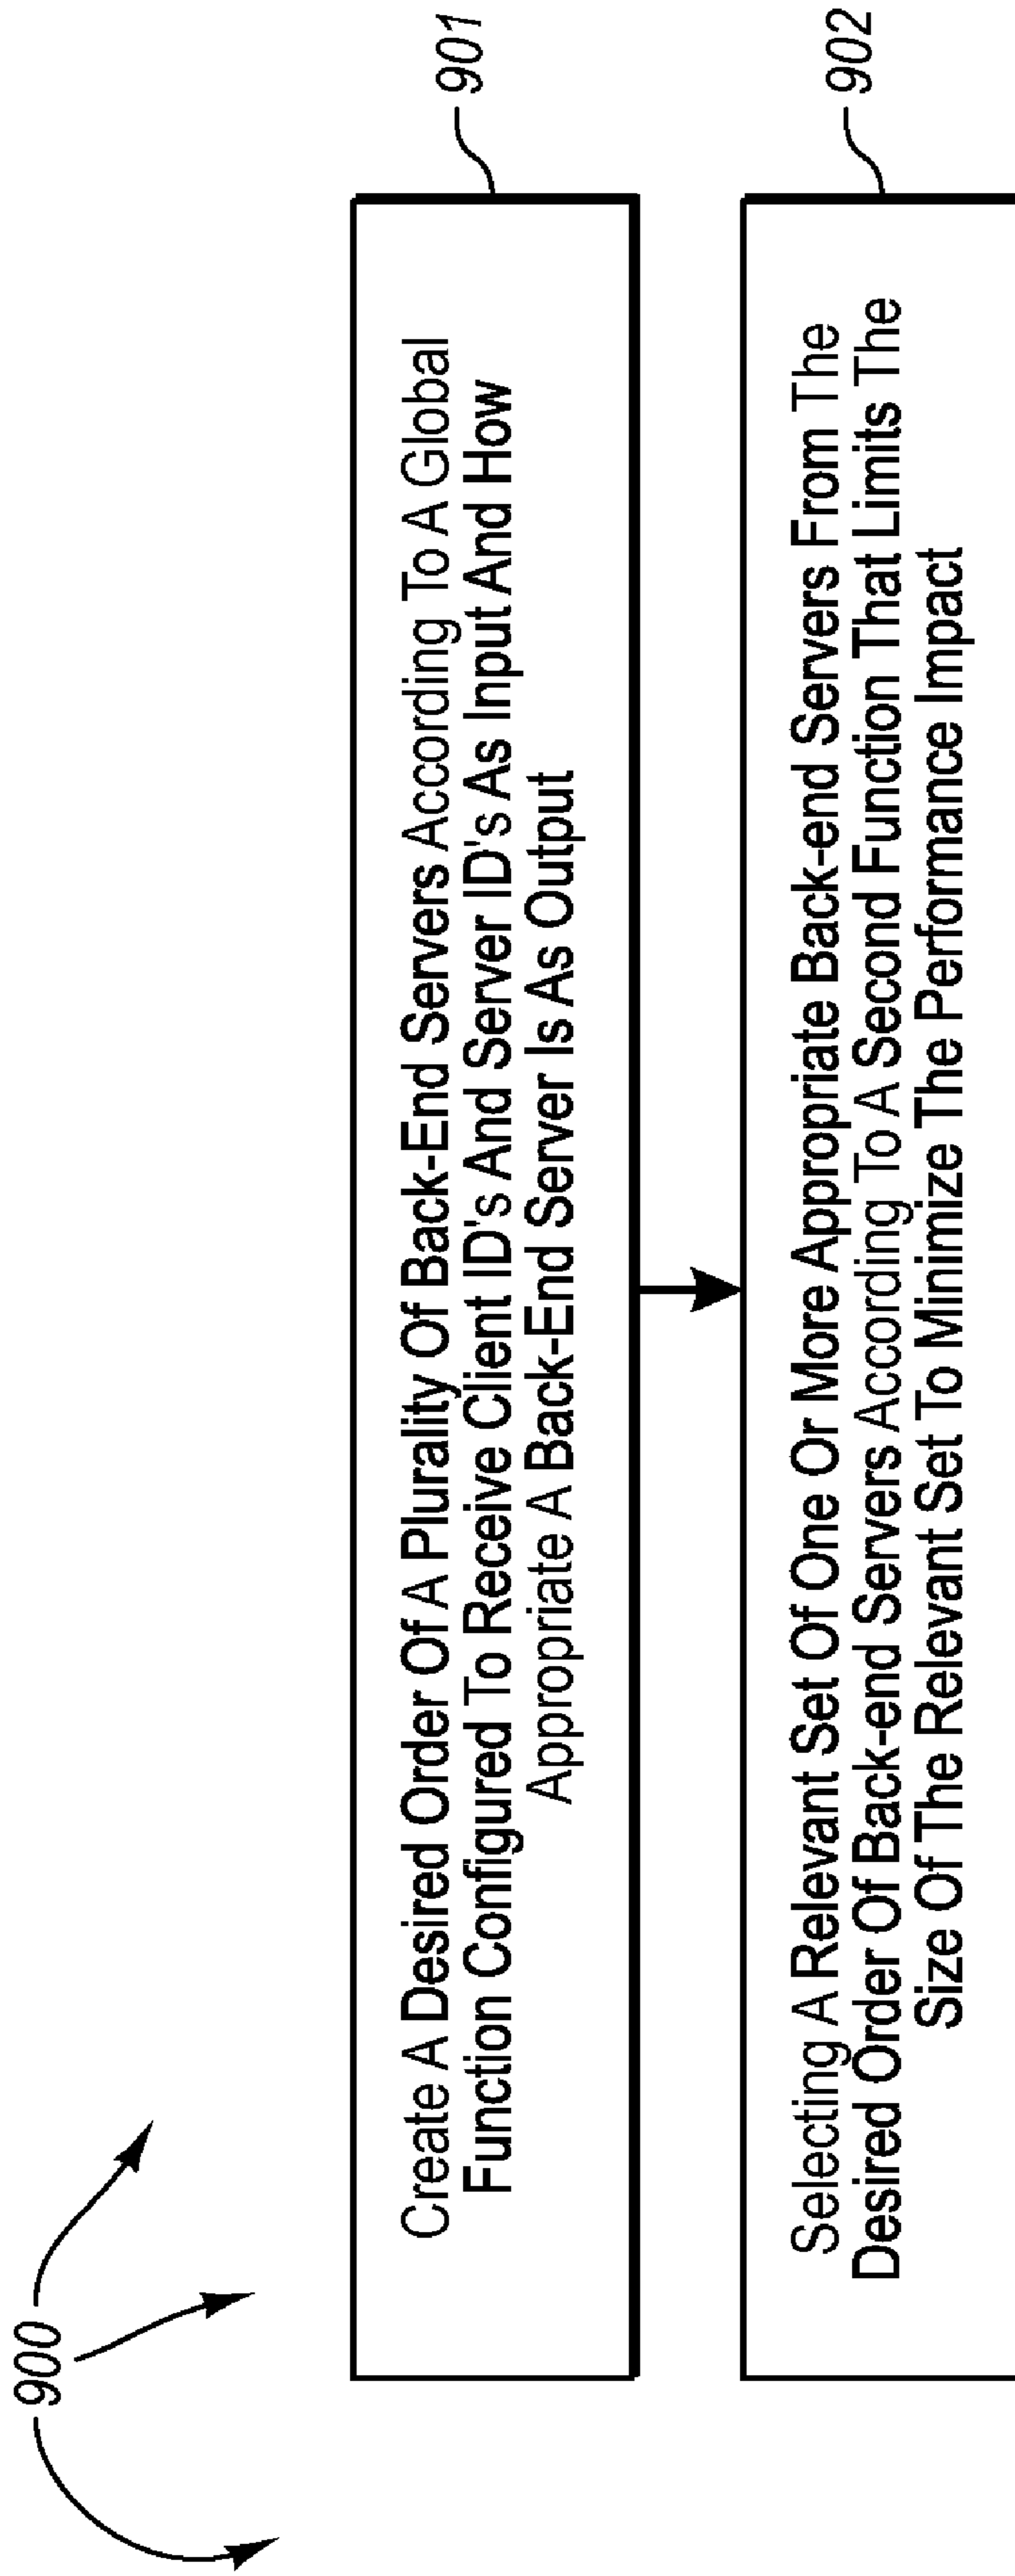 900
901
Create A Desired Order Of A Plurality Of Back-End Servers According To A Global
Function Configured To Receive Client ID's And Server ID's As Input And How
Appropriate A Back-End Server Is As Output
902
Selecting A Relevant Set Of One Or More Appropriate Back-end Servers From The
Desired Order Of Back-end Servers According To A Second Function That Limits The
Size Of The Relevant Set To Minimize The Performance Impact